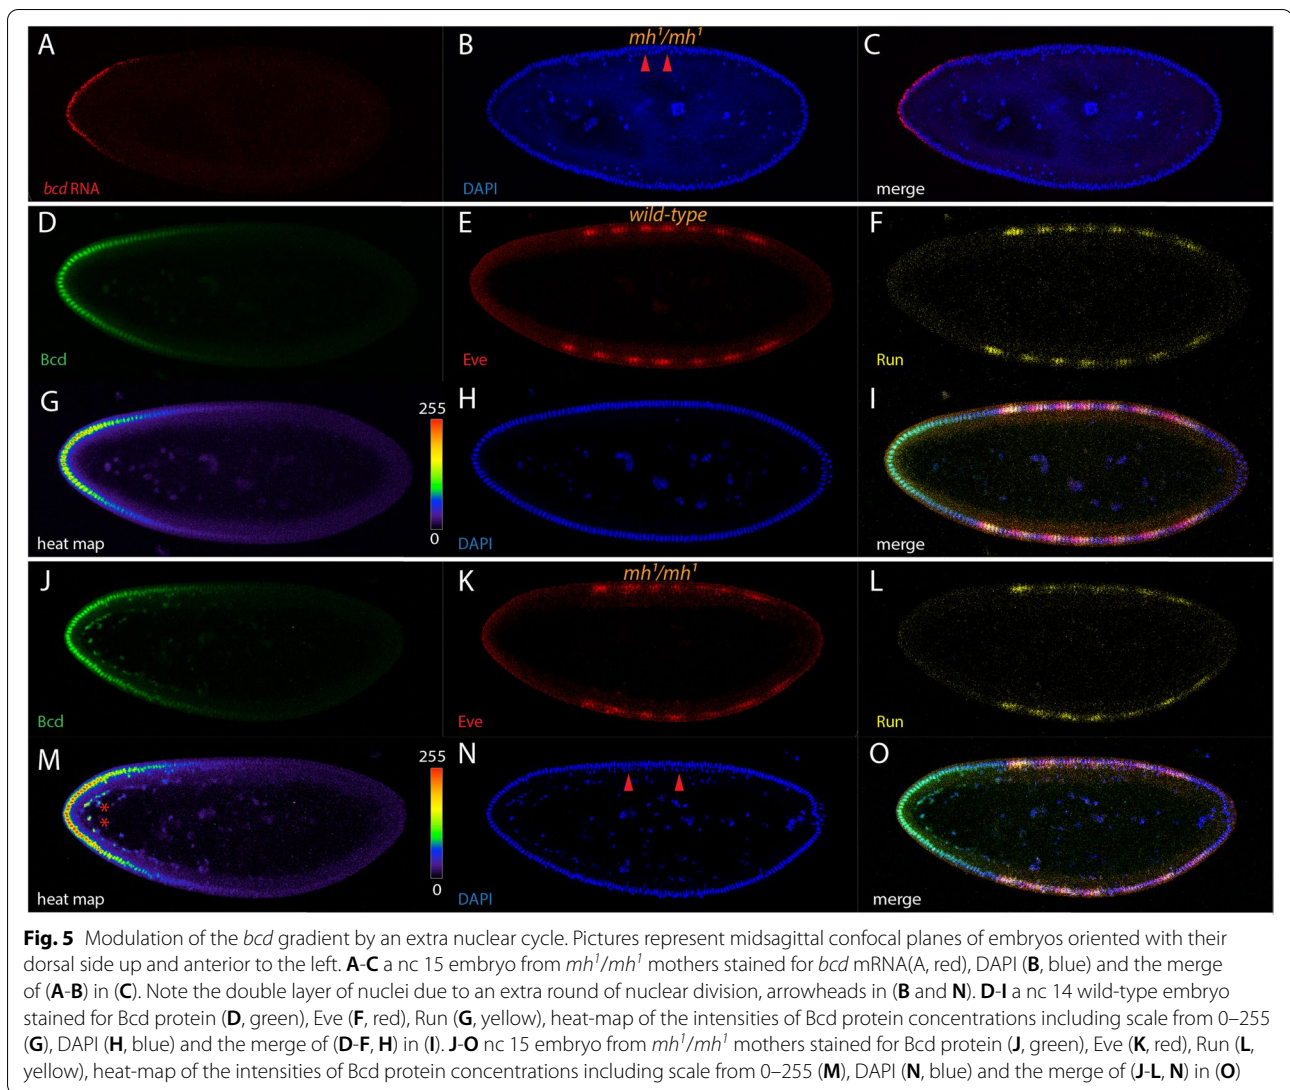 A
mh¹/mh¹
B
C
bcd RNA
DAPI
merge
D
wild-type
E
F
Bcd
Eve
Run
G
255
0
H
I
heat map
DAPI
merge
J
mh¹/mh¹
K
L
Bcd
Eve
Run
M
255
**
0
N
O
heat map
DAPI
merge
Fig. 5 Modulation of the bcd gradient by an extra nuclear cycle. Pictures represent midsagittal confocal planes of embryos oriented with their
dorsal side up and anterior to the left. A-C a nc 15 embryo from mh¹/mh¹ mothers stained for bcd mRNA(A, red), DAPI (B, blue) and the merge
of (A-B) in (C). Note the double layer of nuclei due to an extra round of nuclear division, arrowheads in (B and N). D-I a nc 14 wild-type embryo
stained for Bcd protein (D, green), Eve (F, red), Run (G, yellow), heat-map of the intensities of Bcd protein concentrations including scale from 0–255
(G), DAPI (H, blue) and the merge of (D-F, H) in (I). J-O nc 15 embryo from mh¹/mh¹ mothers stained for Bcd protein (J, green), Eve (K, red), Run (L,
yellow), heat-map of the intensities of Bcd protein concentrations including scale from 0–255 (M), DAPI (N, blue) and the merge of (J-L, N) in (O)